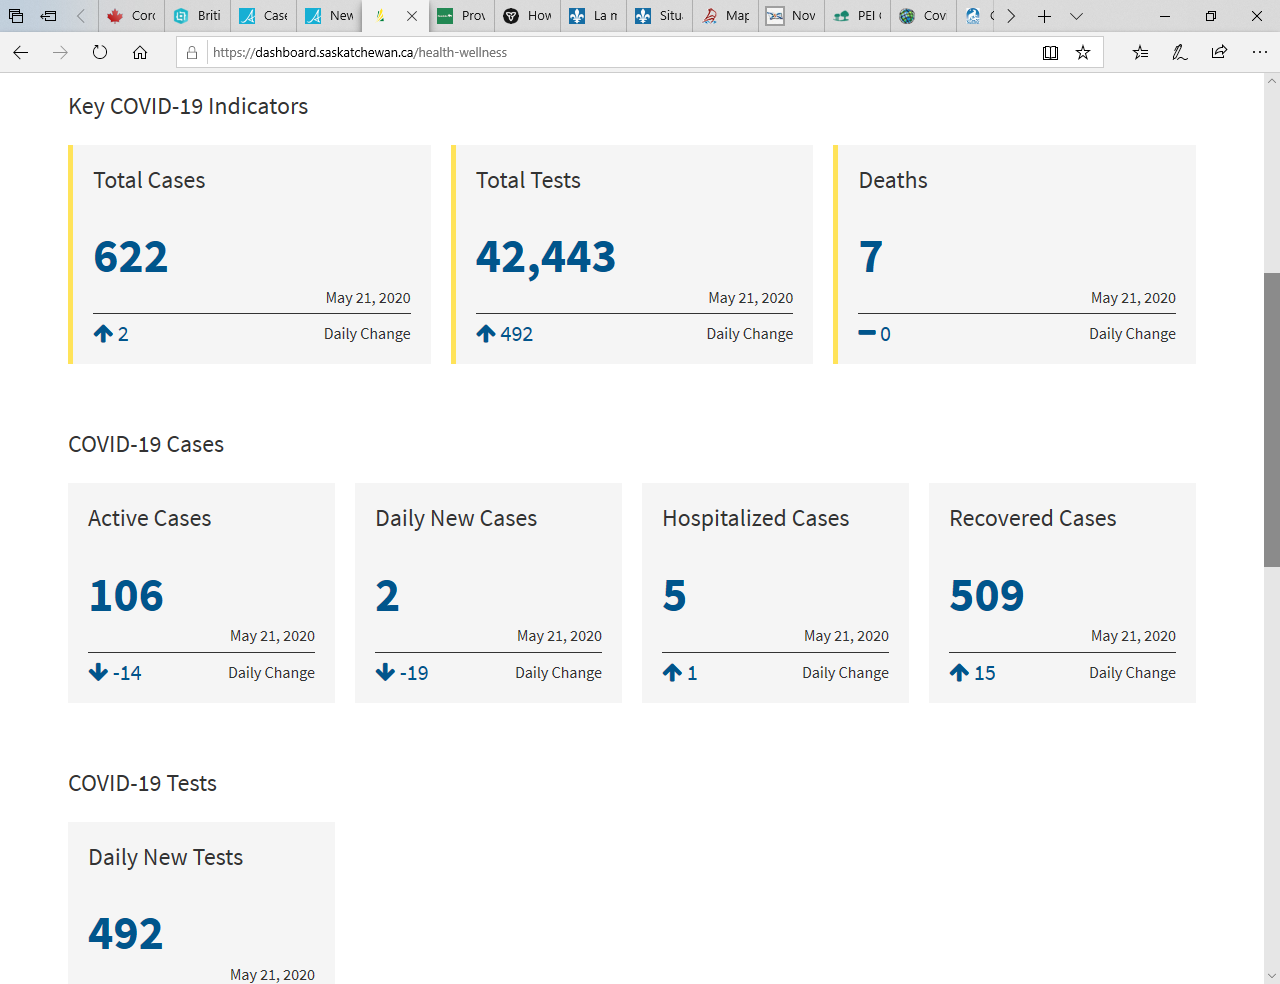 Corc
Briti
Case
New
Prov
How
La m
Situ
Map
Nov
PEI
Cov
https://dashboard.saskatchewan.ca/health-wellness
Key COVID-19 Indicators
Total Cases
622
May 21, 2020
2 Daily Change
Total Tests
42,443
May 21, 2020
492 Daily Change
Deaths
7
May 21, 2020
0 Daily Change
COVID-19 Cases
Active Cases
106
May 21, 2020
-14 Daily Change
Daily New Cases
2
May 21, 2020
-19 Daily Change
Hospitalized Cases
5
May 21, 2020
1 Daily Change
Recovered Cases
509
May 21, 2020
15 Daily Change
COVID-19 Tests
Daily New Tests
492
May 21, 2020